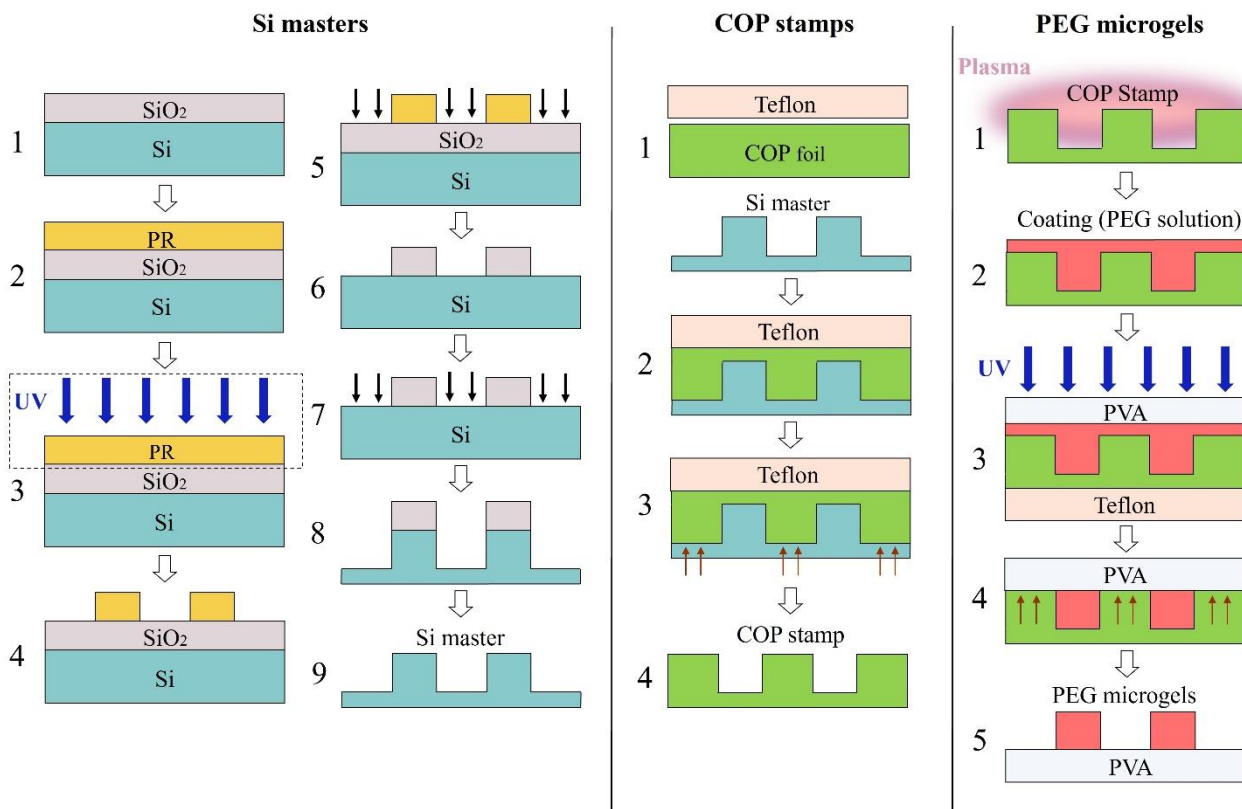 Si masters
1
SiO2
Si
2
PR
SiO2
Si
UV
3
PR
SiO2
Si
4
SiO2
Si
5
SiO2
Si
6
Si
7
Si
8
Si master
9
COP stamps
Teflon
1
COP foil
Si master
Teflon
2
Teflon
3
COP stamp
4
PEG microgels
Plasma
COP Stamp
1
Coating (PEG solution)
2
UV
PVA
3
Teflon
PVA
4
PEG microgels
5
PVA